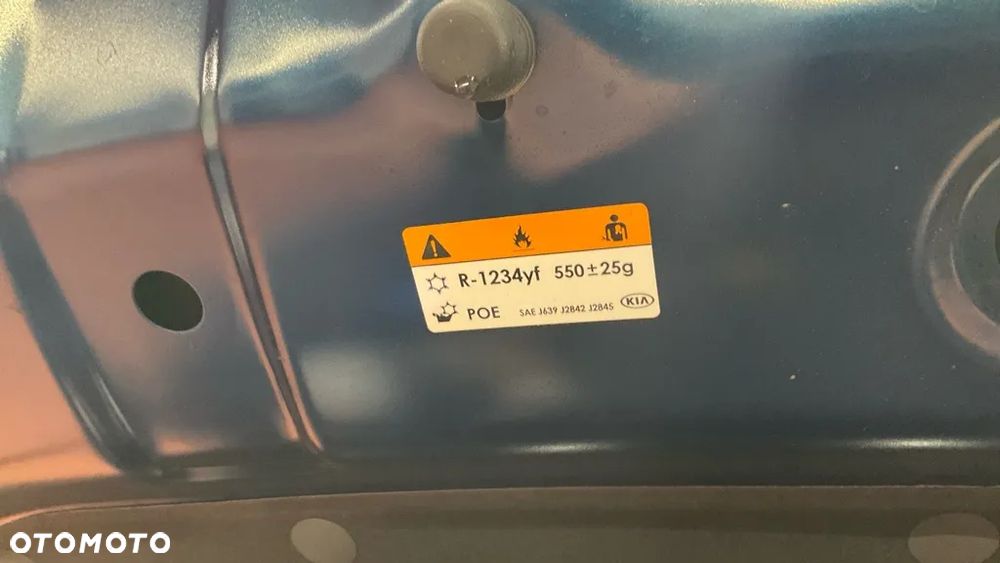 R-1234yf 550±25g
POE SAE J639 J2842 J2845 KIA
OTOMOTO